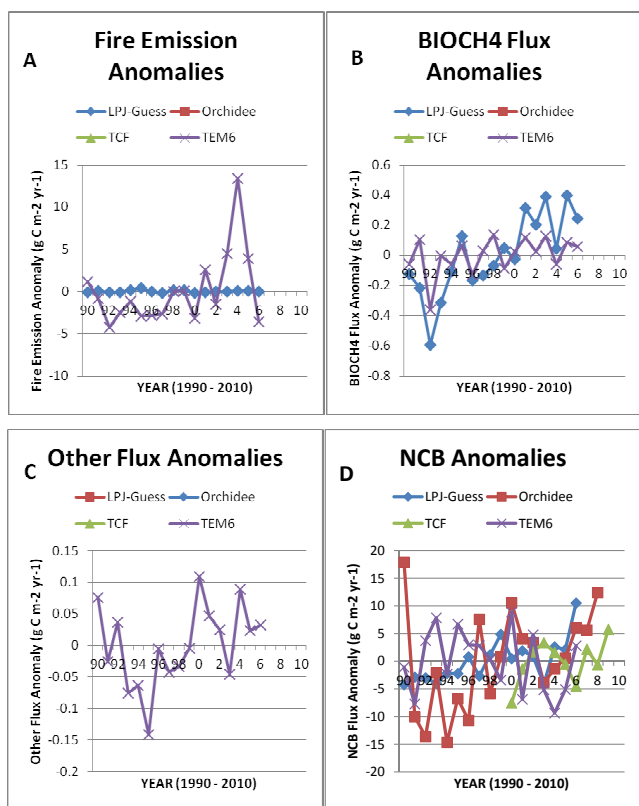 A
Fire Emission
Anomalies
LPJ-Guess
Orchidee
TCF
TEM6
Fire Emission Anomaly (g C m-2 yr-1)
15
10
5
0
-5
-10
90 92 94 96 98 0 2 4 6 8 10
YEAR (1990 - 2010)
B
BIOCH4 Flux
Anomalies
LPJ-Guess
Orchidee
TCF
TEM6
BIOCH4 Flux Anomaly (g C m-2 yr-1)
0.6
0.4
0.2
0
-0.2
-0.4
-0.6
-0.8
90 92 94 96 98 0 2 4 6 8 10
YEAR (1990 - 2010)
C
Other Flux Anomalies
LPJ-Guess
Orchidee
TCF
TEM6
Other Flux Anomaly (g C m-2 yr-1)
0.15
0.1
0.05
0
-0.05
-0.1
-0.15
-0.2
90 92 94 96 98 0 2 4 6 8 10
YEAR (1990 - 2010)
D
NCB Anomalies
LPJ-Guess
Orchidee
TCF
TEM6
NCB Flux Anomaly (g C m-2 yr-1)
20
15
10
5
0
-5
-10
-15
-20
90 92 94 96 98 0 2 4 6 8 10
YEAR (1990 - 2010)